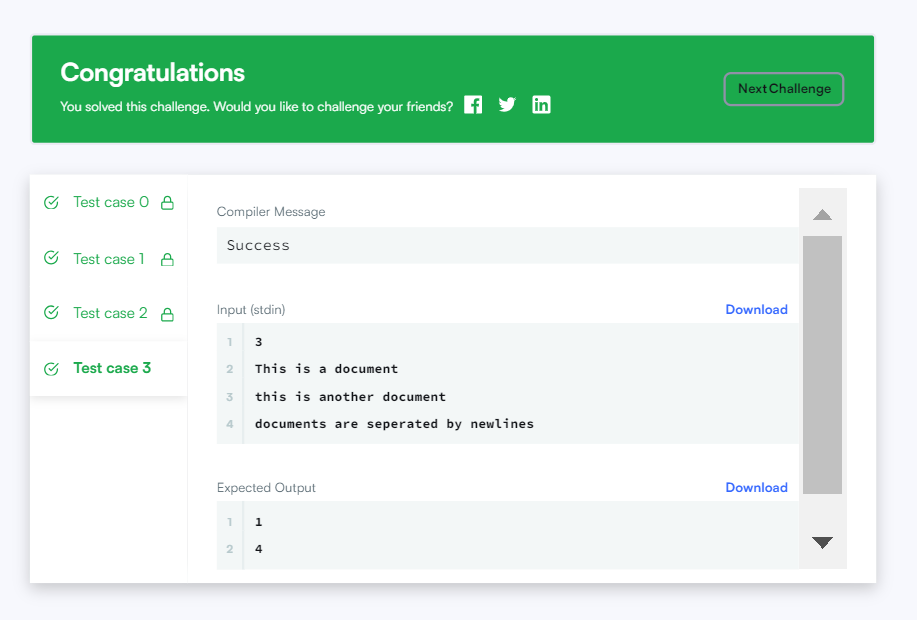 Congratulations
You solved this challenge. Would you like to challenge your friends?
Next Challenge
Test case 0
Test case 1
Test case 2
Test case 3
Compiler Message
Success
Input (stdin)
Download
1 3
2 This is a document
3 this is another document
4 documents are seperated by newlines
Expected Output
Download
1 1
2 4